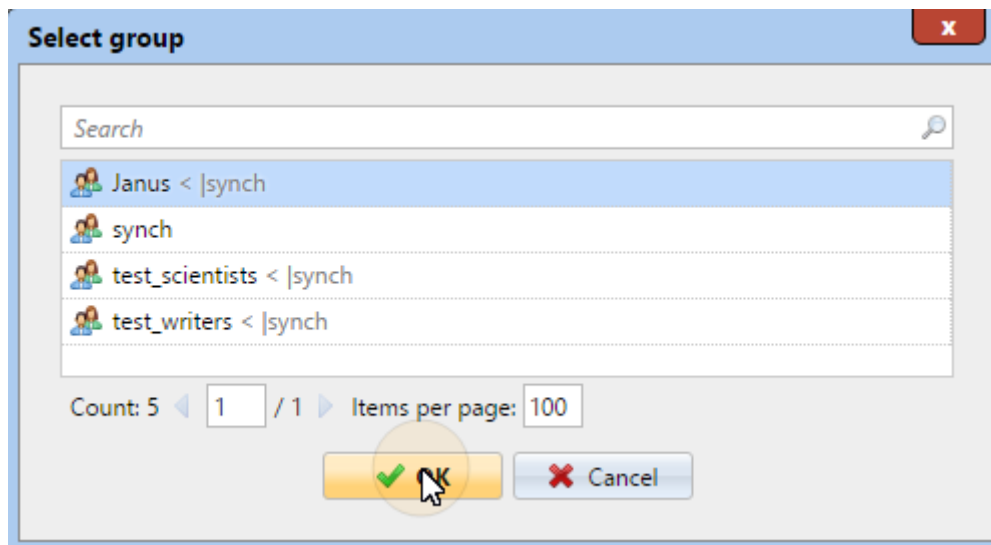 Select group
x
Search
Janus < |synch
synch
test_scientists < |synch
test_writers < |synch
Count: 5 1 / 1 Items per page: 100
OK Cancel